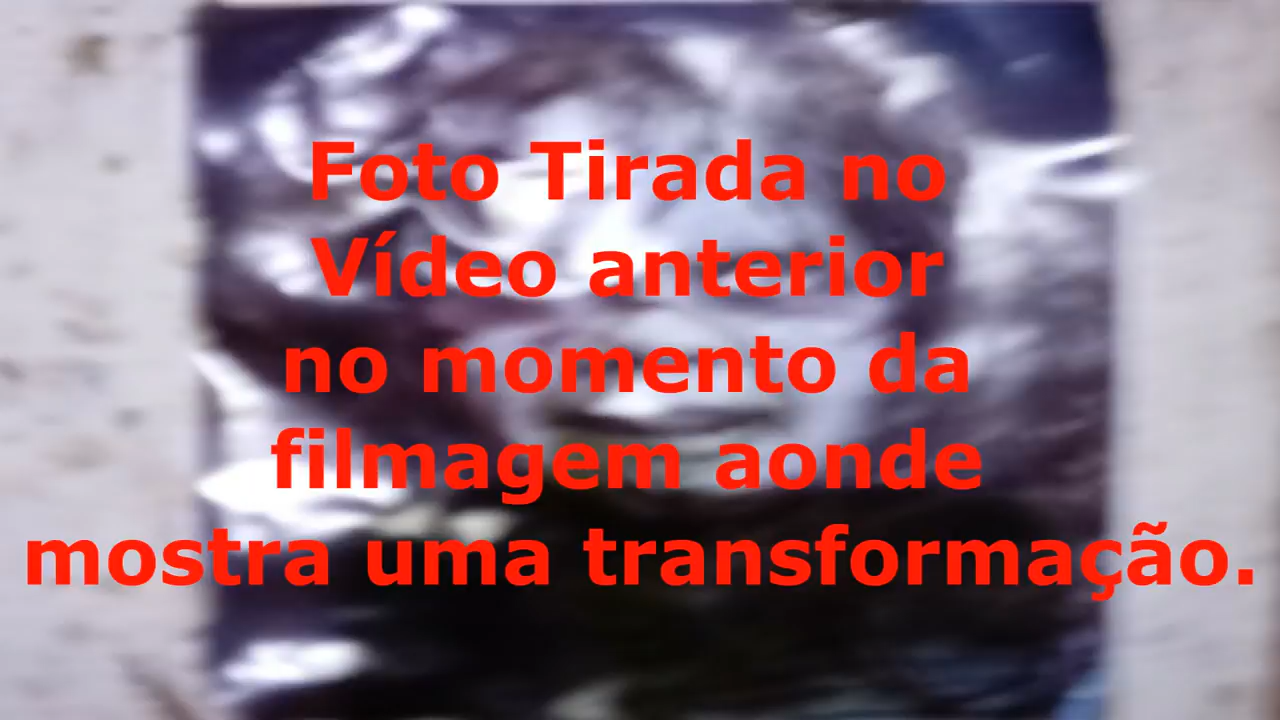 Foto Tirada no
Vídeo anterior
no momento da
filmagem aonde
mostra uma transformação.